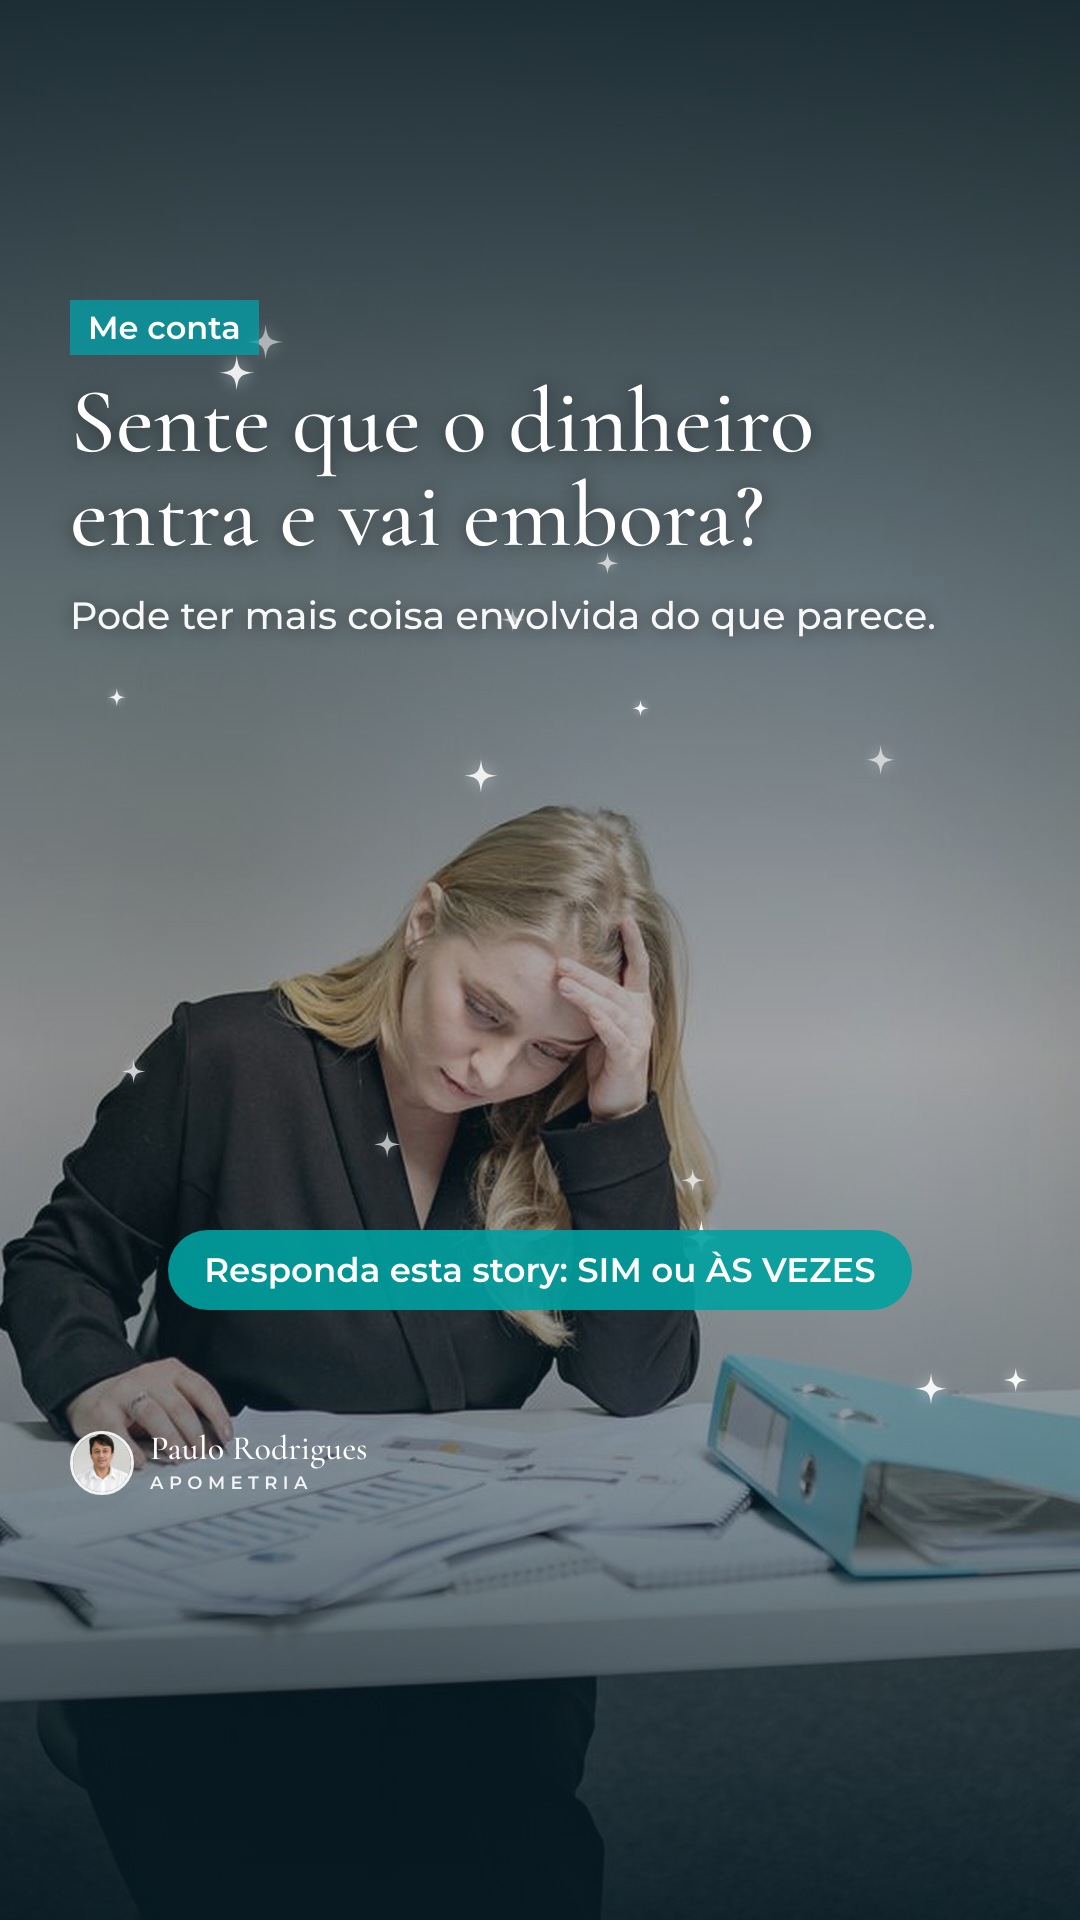 Me conta
Sente que o dinheiro
entra e vai embora?
Pode ter mais coisa envolvida do que parece.
Responda esta story: SIM ou ÀS VEZES
Paulo Rodrigues
APOMETRIA